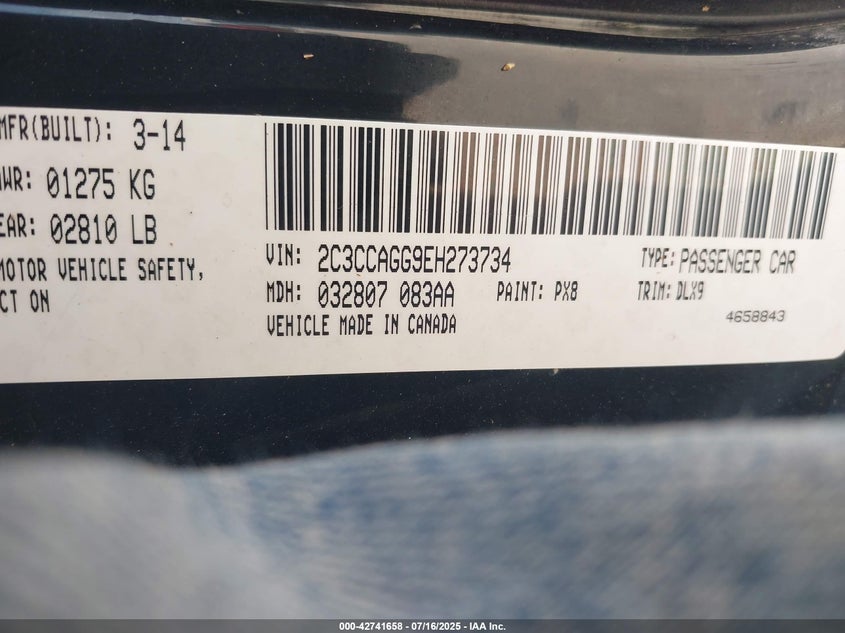 MFR(BUILT): 3-14
WR: 01275 KG
EAR: 02810 LB
MOTOR VEHICLE SAFETY,
CT ON
VIN: 2C3CCAGG9EH273734 TYPE: PASSENGER CAR
MDH: 032807 083AA PAINT: PX8 TRIM: DLX9
VEHICLE MADE IN CANADA 4658843
000-42741658 - 07/16/2025 - IAA Inc.